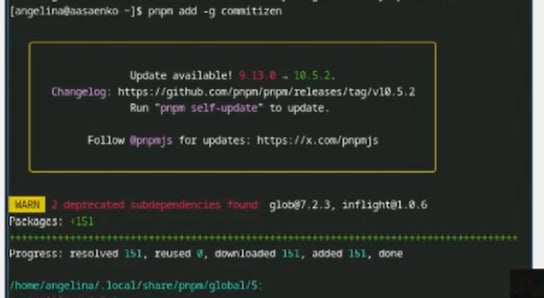 [angelina@aasaenko ~]$ pnpm add -g commitizen
Update available! 9.13.0 → 10.5.2.
Changelog: https://github.com/pnpm/pnpm/releases/tag/v10.5.2
Run "pnpm self-update" to update.
Follow @pnpmjs for updates: https://x.com/pnpmjs
WARN 2 deprecated subdependencies found: glob@7.2.3, inflight@1.0.6
Packages: +151
++++++++++++++++++++++++++++++++++++++++++++++++++++++++++++++++++++++++++++++++++++
Progress: resolved 151, reused 0, downloaded 151, added 151, done
/home/angelina/.local/share/pnpm/global/5: